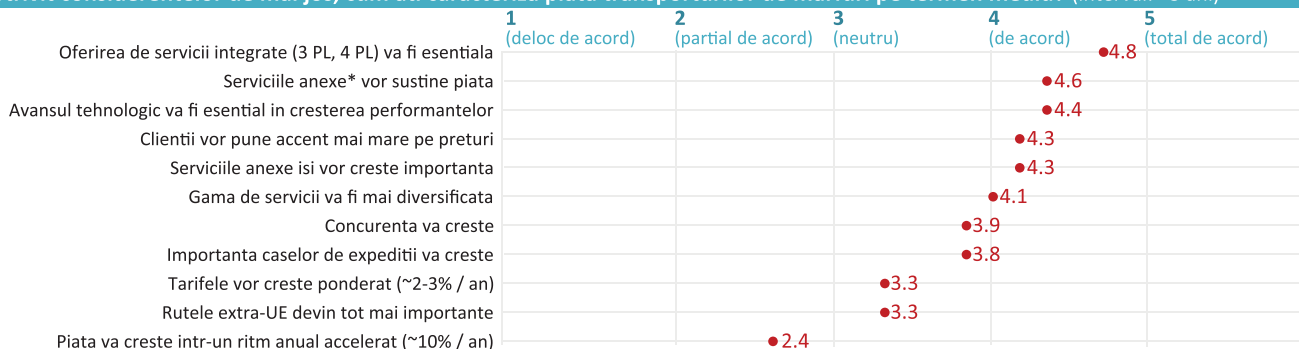 1 2 3 4 5
(deloc de acord) (partial de acord) (neutru) (de acord) (total de acord)
Oferirea de servicii integrate (3 PL, 4 PL) va fi esentiala 4.8
Serviciile anexe* vor sustine piata 4.6
Avansul tehnologic va fi esential in cresterea performantelor 4.4
Clientii vor pune accent mai mare pe preturi 4.3
Serviciile anexe isi vor creste importanta 4.3
Gama de servicii va fi mai diversificata 4.1
Concurenta va creste 3.9
Importanta caselor de expeditii va creste 3.8
Tarifele vor creste ponderat (~2-3% / an) 3.3
Rutele extra-UE devin tot mai importante 3.3
Piata va creste intr-un ritm anual accelerat (~10% / an) 2.4